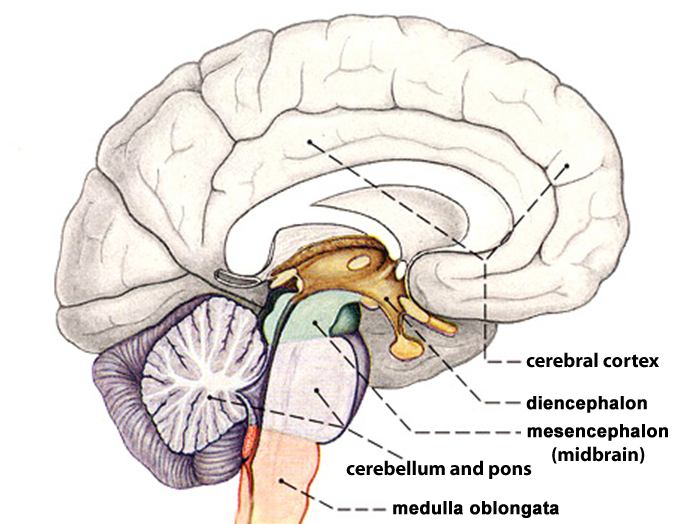 cerebral cortex
diencephalon
mesencephalon
(midbrain)
cerebellum and pons
medulla oblongata